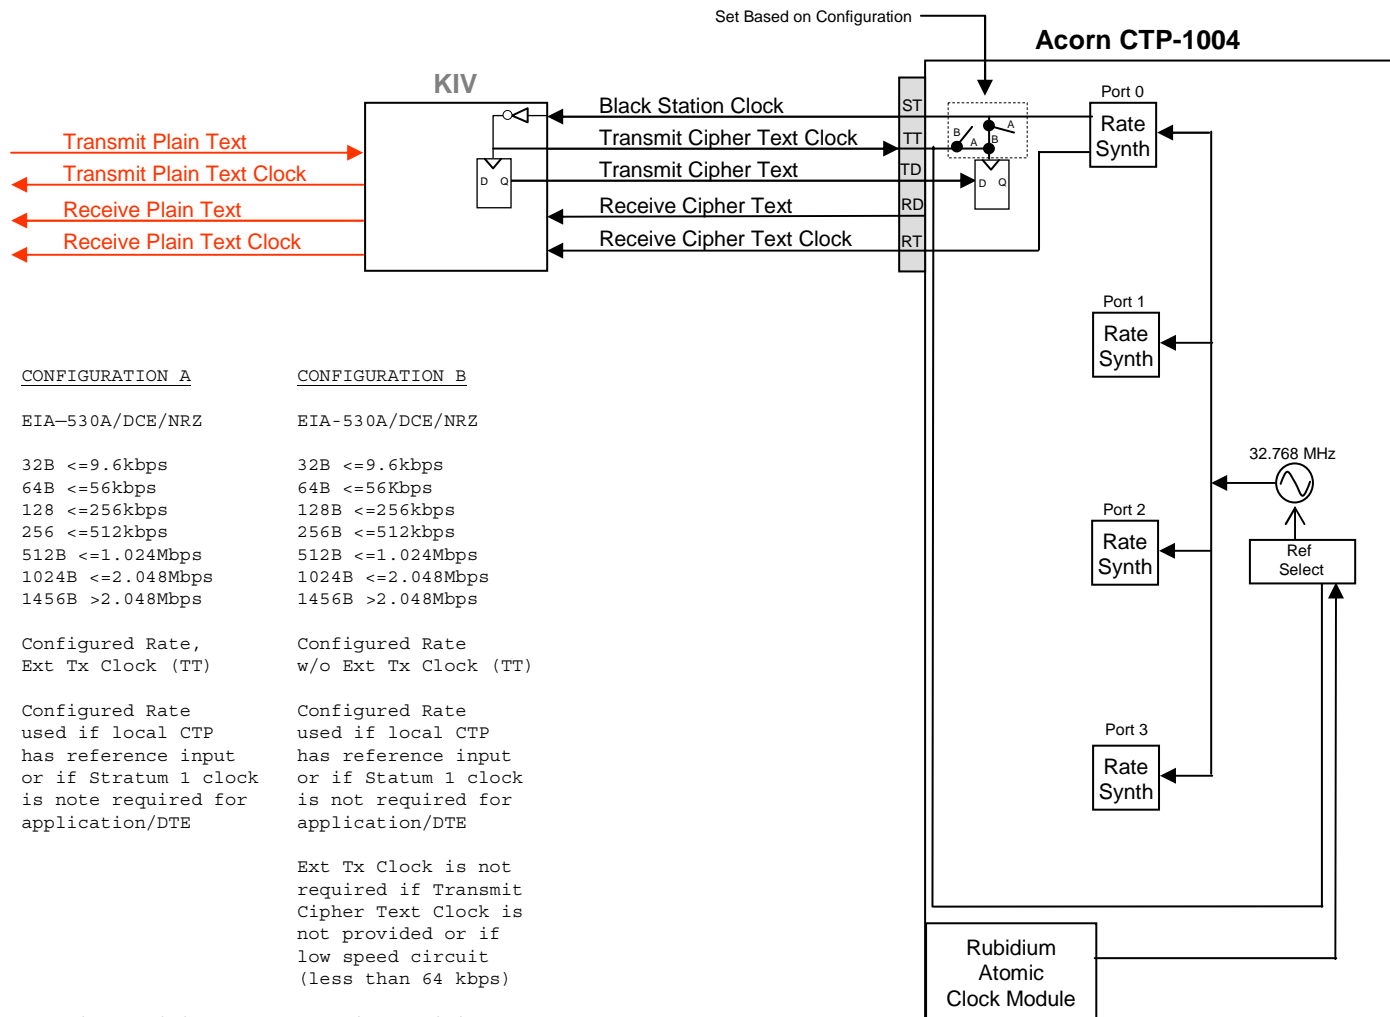 Set Based on Configuration
Acorn CTP-1004
KIV
Black Station Clock
ST
Transmit Cipher Text Clock
TT
Transmit Cipher Text
TD
Receive Cipher Text
RD
Receive Cipher Text Clock
RT
Transmit Plain Text
Transmit Plain Text Clock
Receive Plain Text
Receive Plain Text Clock
D Q
B A B A
D Q
Port 0
Rate
Synth
Port 1
Rate
Synth
32.768 MHz
Port 2
Rate
Synth
Ref
Select
Port 3
Rate
Synth
Rubidium
Atomic
Clock Module
CONFIGURATION A
EIA—530A/DCE/NRZ
32B <=9.6kbps
64B <=56kbps
128 <=256kbps
256 <=512kbps
512B <=1.024Mbps
1024B <=2.048Mbps
1456B >2.048Mbps
Configured Rate,
Ext Tx Clock (TT)
Configured Rate
used if local CTP
has reference input
or if Stratum 1 clock
is note required for
application/DTE
CONFIGURATION B
EIA-530A/DCE/NRZ
32B <=9.6kbps
64B <=56Kbps
128B <=256kbps
256B <=512kbps
512B <=1.024Mbps
1024B <=2.048Mbps
1456B >2.048Mbps
Configured Rate
w/o Ext Tx Clock (TT)
Configured Rate
used if local CTP
has reference input
or if Statum 1 clock
is not required for
application/DTE
Ext Tx Clock is not
required if Transmit
Cipher Text Clock is
not provided or if
low speed circuit
(less than 64 kbps)